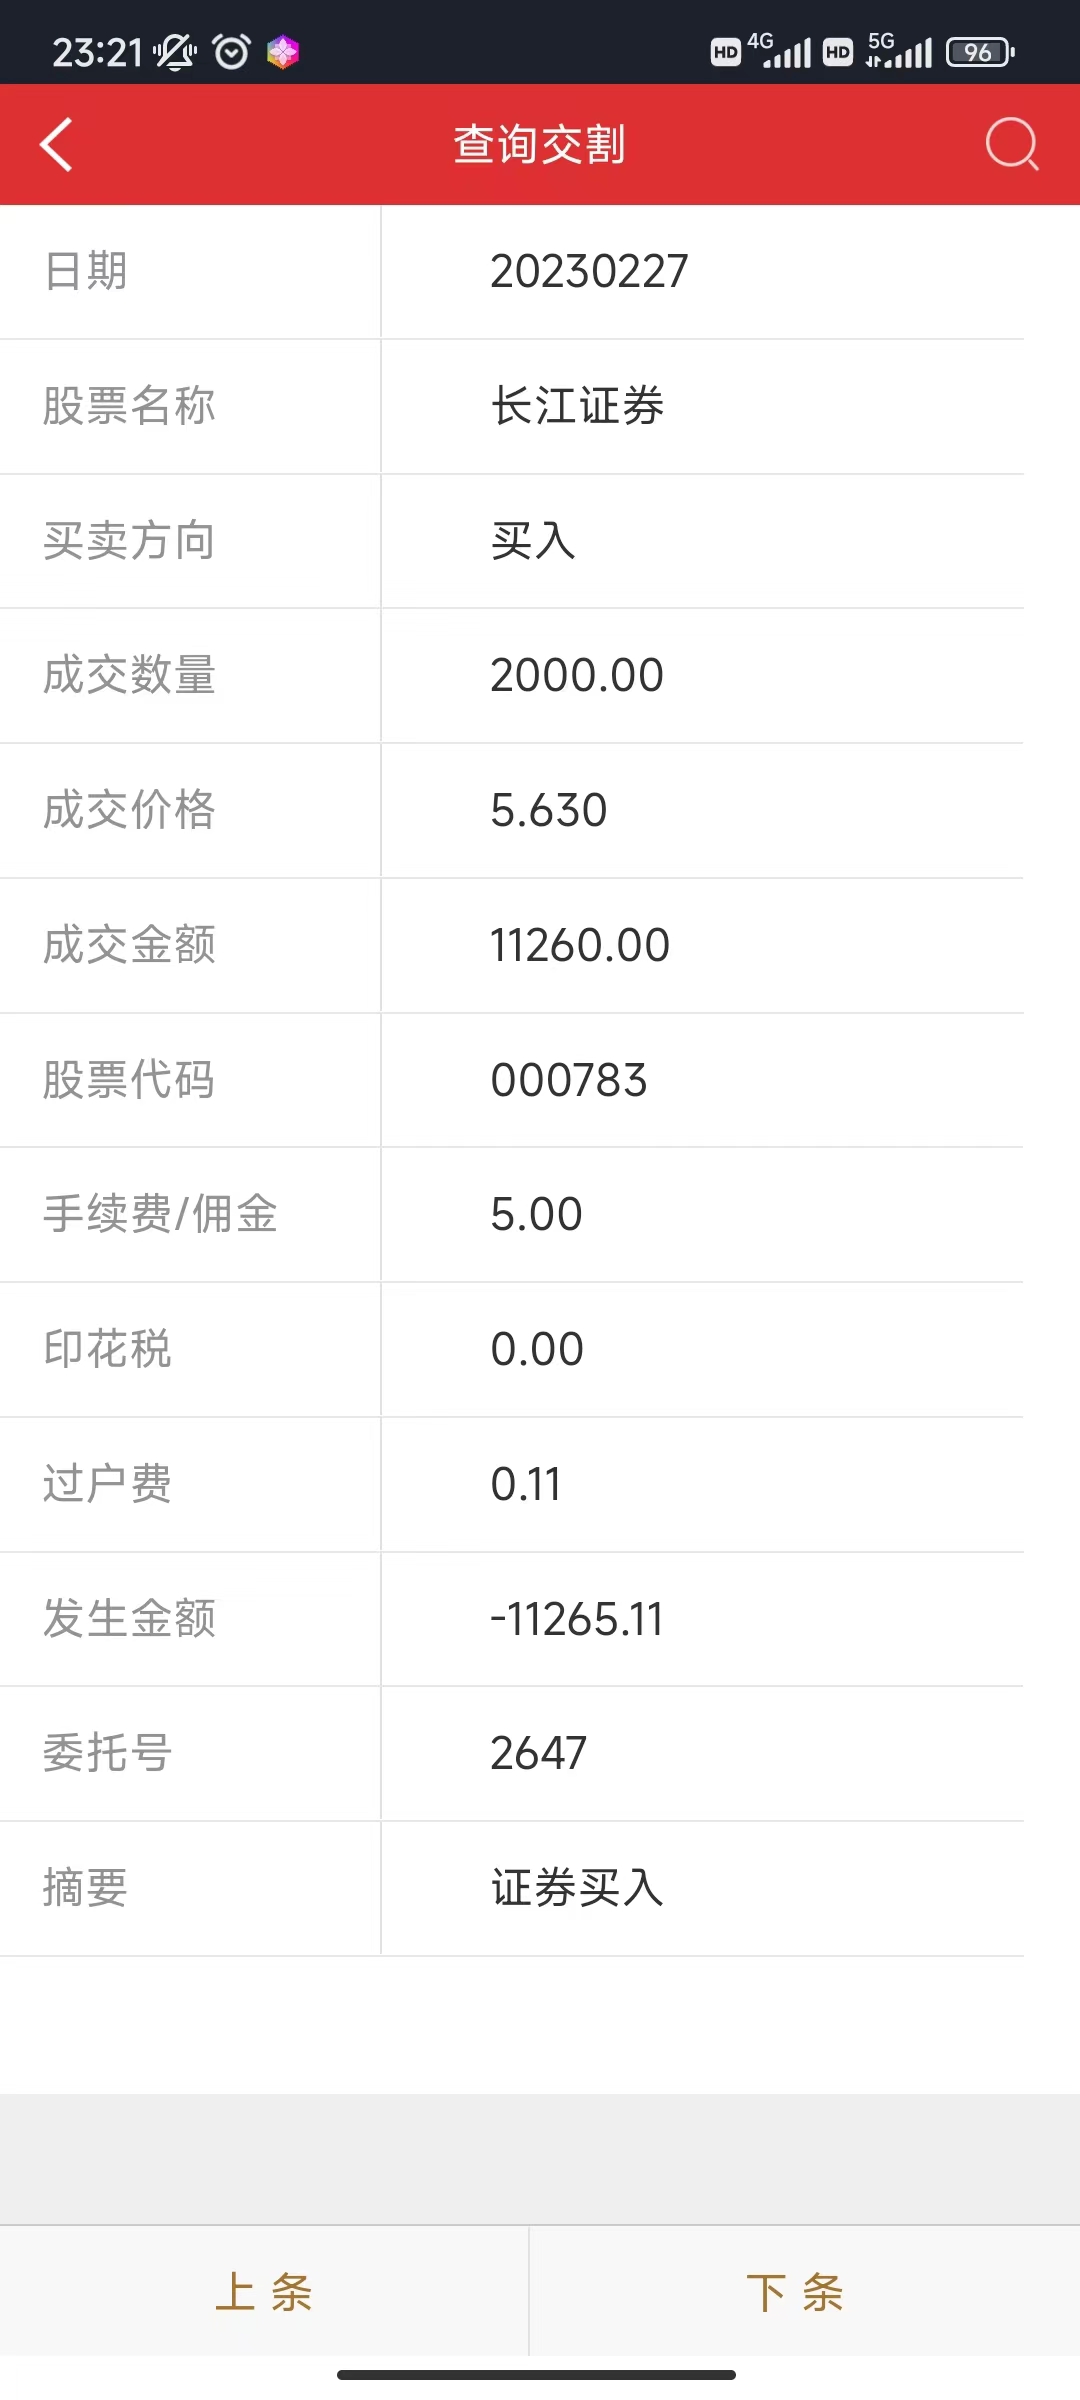 23:21 HD 4G HD 5G 96
查询交割
日期 20230227
股票名称 长江证券
买卖方向 买入
成交数量 2000.00
成交价格 5.630
成交金额 11260.00
股票代码 000783
手续费/佣金 5.00
印花税 0.00
过户费 0.11
发生金额 -11265.11
委托号 2647
摘要 证券买入
上条 下条